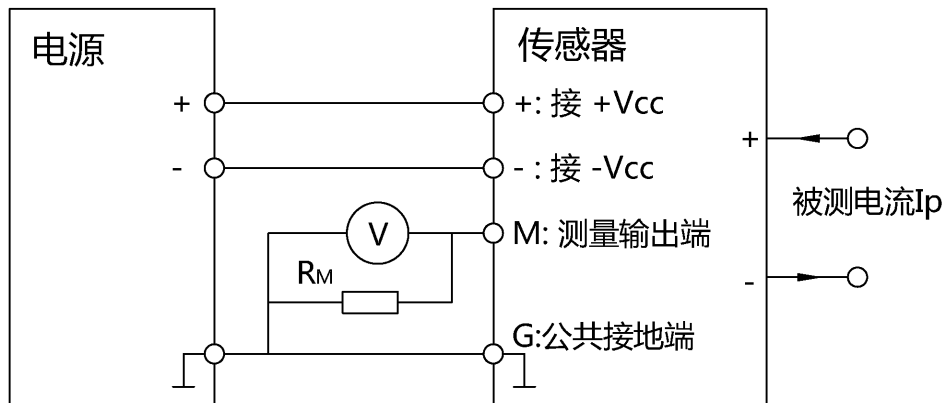 电源
传感器
+
+: 接 +Vcc
+
-
- : 接 -Vcc
被测电流Ip
V
M: 测量输出端
RM
-
G:公共接地端